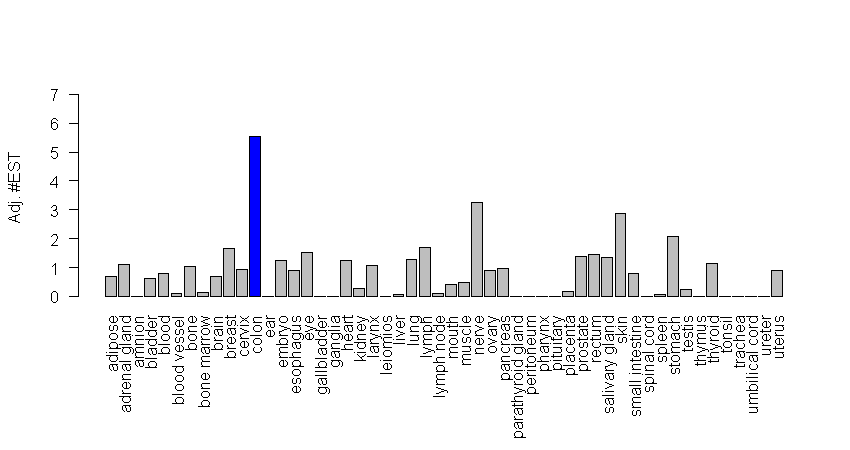 Adj. #EST
7
6
5
4
3
2
1
0
adipose
adrenal gland
amnion
bladder
blood
blood vessel
bone
bone marrow
brain
breast
cervix
colon
ear
embryo
esophagus
eye
gallbladder
ganglia
heart
kidney
larynx
leiomios
liver
lung
lymph
lymph node
mouth
muscle
nerve
ovary
pancreas
parathyroid gland
peritoneum
pharynx
pituitary
placenta
prostate
rectum
salivary gland
skin
small intestine
spinal cord
spleen
stomach
testis
thymus
thyroid
tonsil
trachea
umbilical cord
ureter
uterus